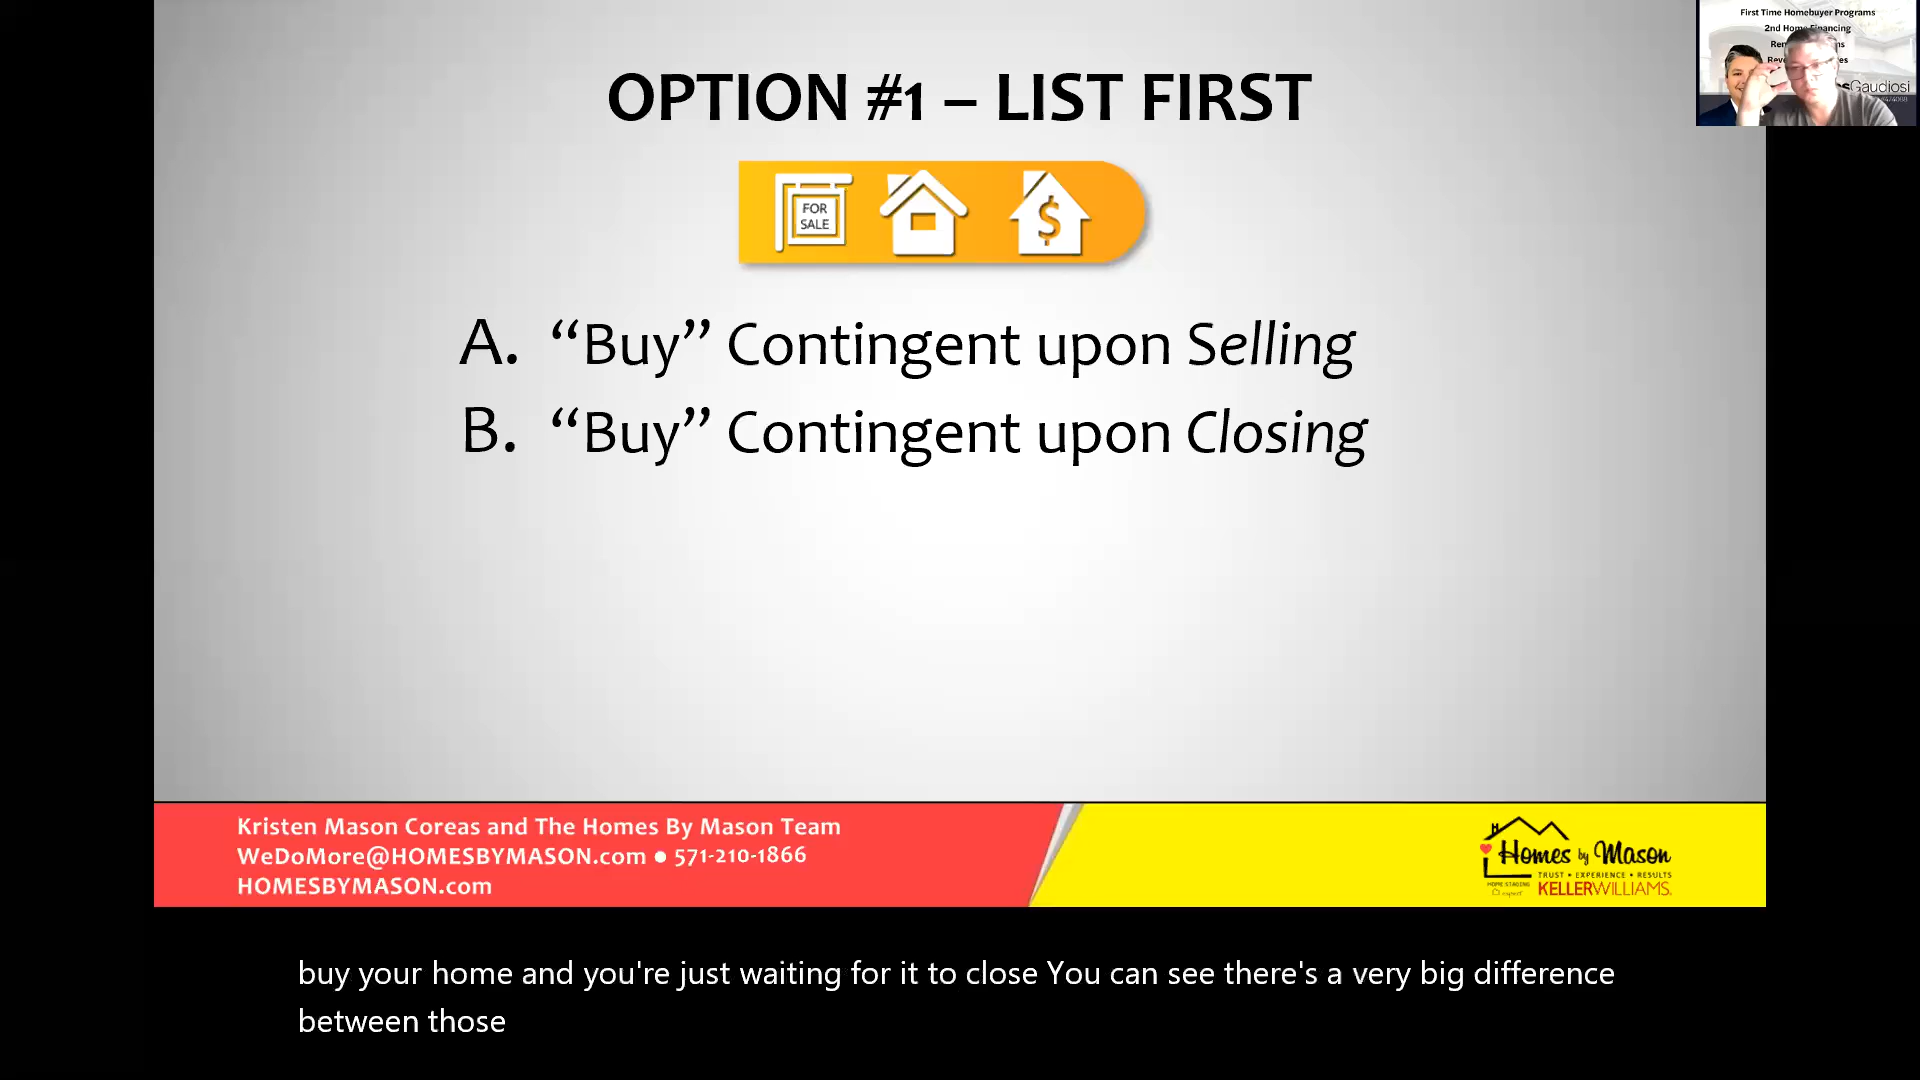 First Time Homebuyer Programs
2nd Home Financing
Gaudiosi
OPTION #1 – LIST FIRST
FOR
SALE
$
A. “Buy” Contingent upon Selling
B. “Buy” Contingent upon Closing
Kristen Mason Coreas and The Homes By Mason Team
WeDoMore@HOMESBYMASON.com ● 571-210-1866
HOMESBYMASON.com
Homes by Mason
TRUST • EXPERIENCE • RESULTS
HOME STAGING
KELLERWILLIAMS.
buy your home and you're just waiting for it to close You can see there's a very big difference
between those